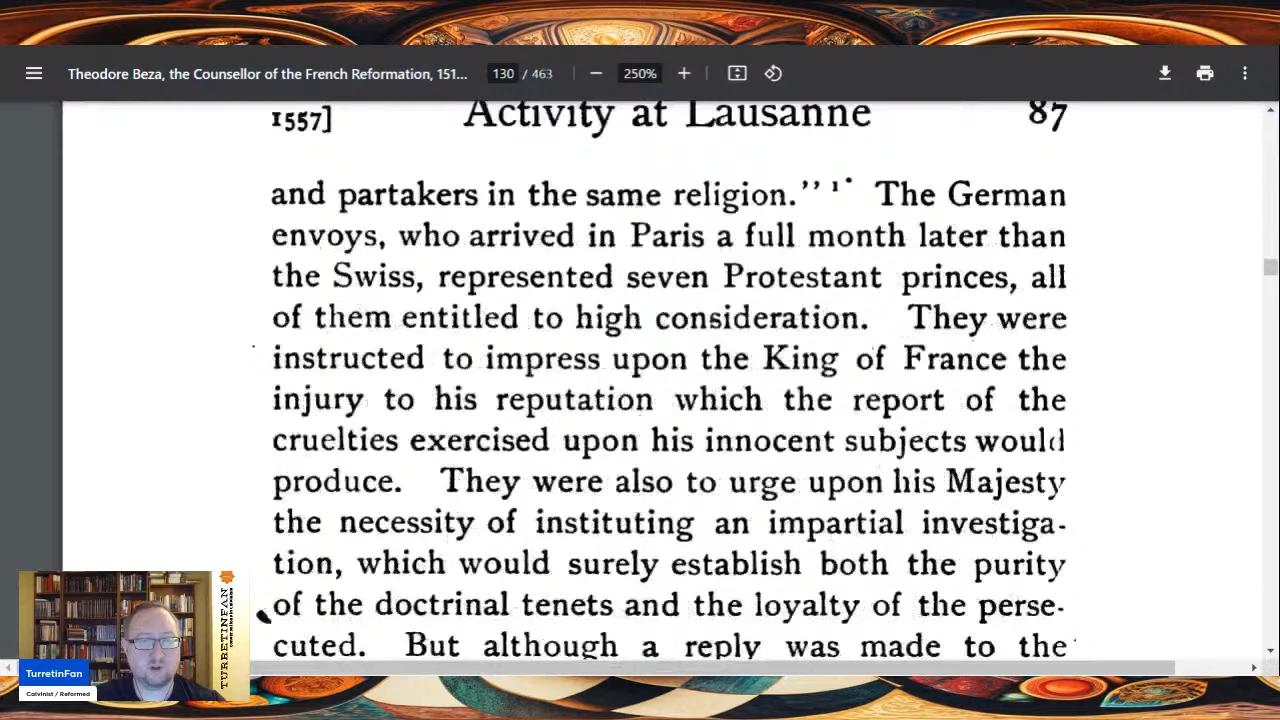 Theodore Beza, the Counsellor of the French Reformation, 151...
130 / 463
250%
1557] Activity at Lausanne 87
and partakers in the same religion.'' ¹· The German
envoys, who arrived in Paris a full month later than
the Swiss, represented seven Protestant princes, all
of them entitled to high consideration. They were
instructed to impress upon the King of France the
injury to his reputation which the report of the
cruelties exercised upon his innocent subjects would
produce. They were also to urge upon his Majesty
the necessity of instituting an impartial investiga-
tion, which would surely establish both the purity
of the doctrinal tenets and the loyalty of the perse-
cuted. But although a reply was made to the
TURRETINFAN
TurretinFan
Calvinist / Reformed